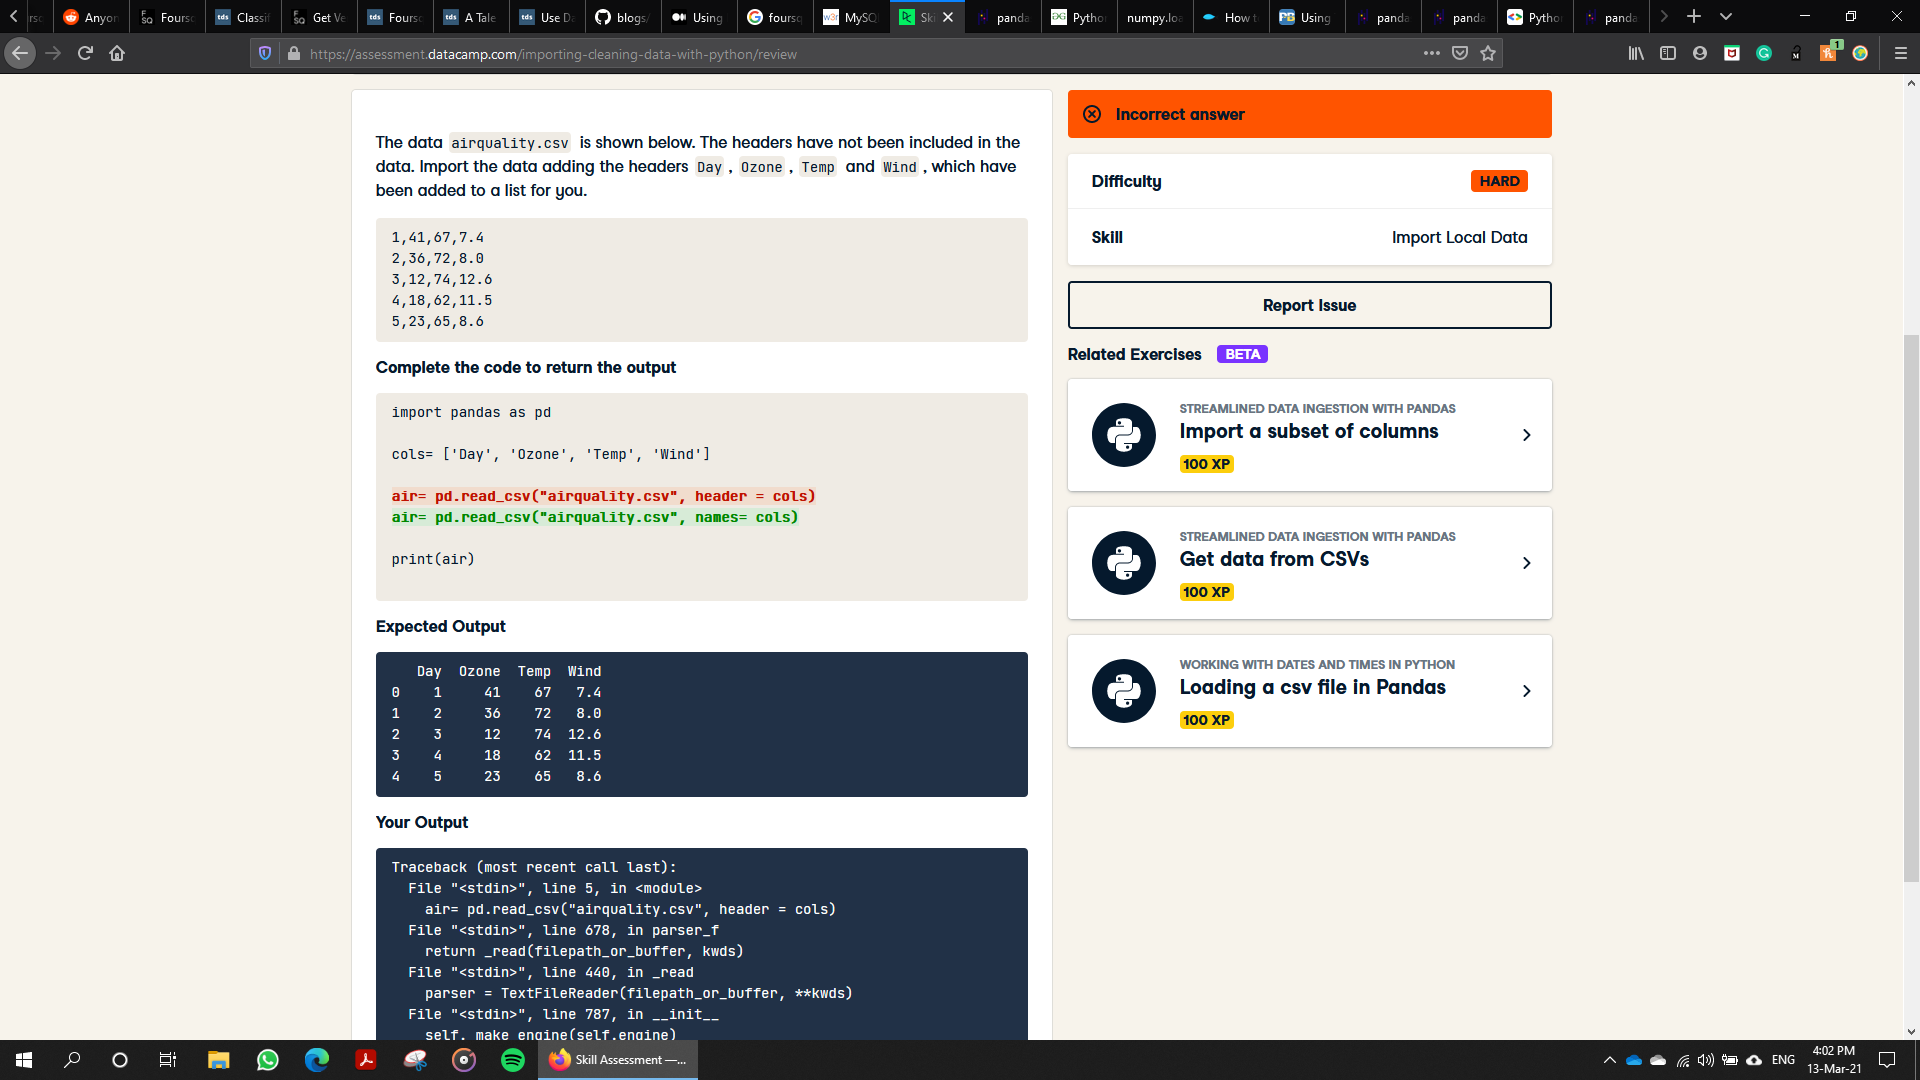 Anyon
Fourso
Classif
Get Ve
Fourso
A Tale
Use Da
blogs/
Using
foursq
MySQL
Ski
panda
Pytho
numpy.loa
How t
Using
panda
panda
Pytho
panda
https://assessment.datacamp.com/importing-cleaning-data-with-python/review
The data airquality.csv is shown below. The headers have not been included in the
data. Import the data adding the headers Day , Ozone , Temp and Wind , which have
been added to a list for you.
1,41,67,7.4
2,36,72,8.0
3,12,74,12.6
4,18,62,11.5
5,23,65,8.6
Complete the code to return the output
import pandas as pd
cols= ['Day', 'Ozone', 'Temp', 'Wind']
air= pd.read_csv("airquality.csv", header = cols)
air= pd.read_csv("airquality.csv", names= cols)
print(air)
Expected Output
Day Ozone Temp Wind
0 1 41 67 7.4
1 2 36 72 8.0
2 3 12 74 12.6
3 4 18 62 11.5
4 5 23 65 8.6
Your Output
Traceback (most recent call last):
File "<stdin>", line 5, in <module>
air= pd.read_csv("airquality.csv", header = cols)
File "<stdin>", line 678, in parser_f
return _read(filepath_or_buffer, kwds)
File "<stdin>", line 440, in _read
parser = TextFileReader(filepath_or_buffer, **kwds)
File "<stdin>", line 787, in __init__
self._make_engine(self.engine)
Incorrect answer
Difficulty HARD
Skill Import Local Data
Report Issue
Related Exercises BETA
STREAMLINED DATA INGESTION WITH PANDAS
Import a subset of columns
100 XP
STREAMLINED DATA INGESTION WITH PANDAS
Get data from CSVs
100 XP
WORKING WITH DATES AND TIMES IN PYTHON
Loading a csv file in Pandas
100 XP
Skill Assessment —...
ENG
4:02 PM
13-Mar-21